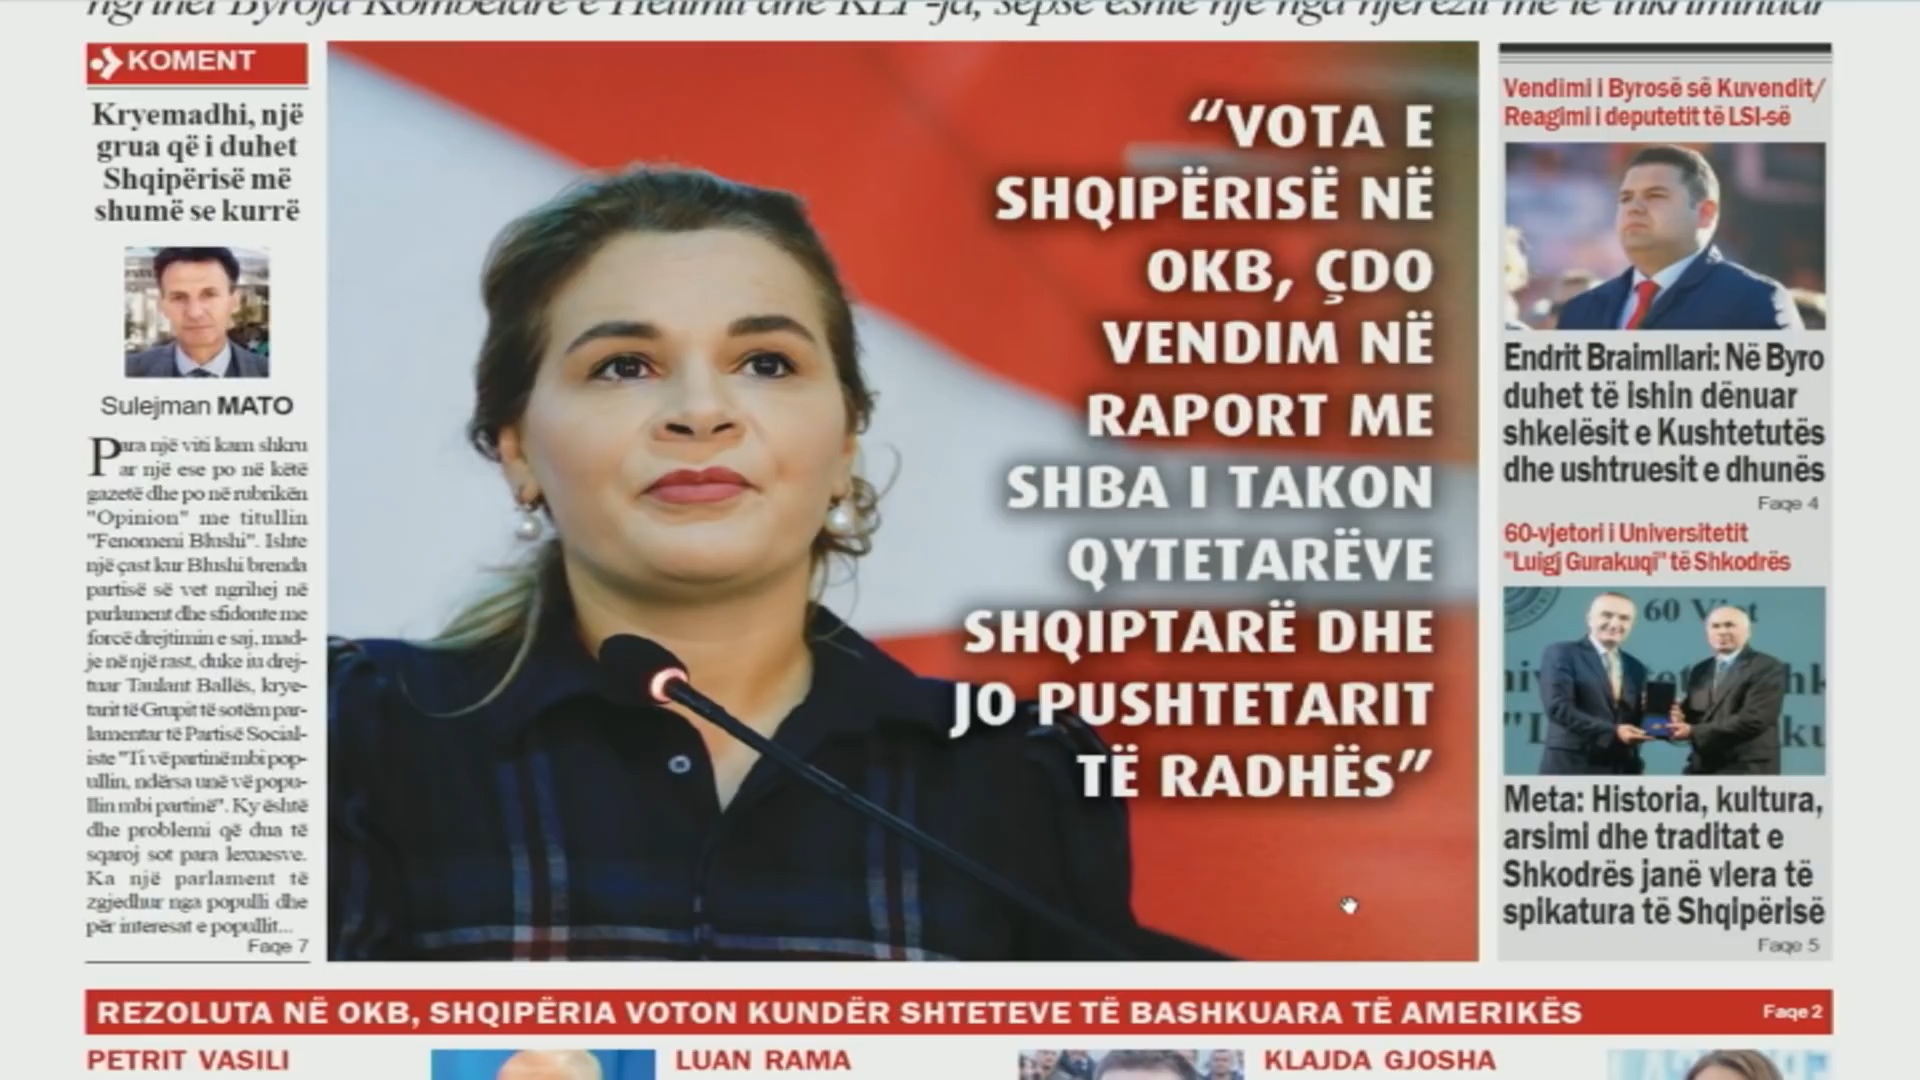 KOMENT
Kryemadhi, një
grua që i duhet
Shqipërisë më
shumë se kurrë
Sulejman MATO
Para një viti kam shkru
ar një ese po në këtë
gazetë dhe po në rubrikën
"Opinion" me titullin
"Fenomeni Blushi". Ishte
një çast kur Blushi brenda
partisë së vet ngrihej në
parlament dhe sfidonte me
forcë drejtimin e saj, mad-
je në një rast, duke iu drej-
tuar Taulant Ballës, krye-
tarit të Grupit të sotëm par-
lamentar të Partisë Social-
iste "Ti vë partinë mbi pop-
ullin, ndërsa unë vë popu-
llin mbi partinë". Ky është
dhe problemi që dua të
sqaroj sot para lexuesve.
Ka një parlament të
zgjedhur nga populli dhe
për interesat e popullit...
Faqe 7
“VOTA E
SHQIPËRISË NË
OKB, ÇDO
VENDIM NË
RAPORT ME
SHBA I TAKON
QYTETARËVE
SHQIPTARË DHE
JO PUSHTETARIT
TË RADHËS”
Vendimi i Byrosë së Kuvendit/
Reagimi i deputetit të LSI-së
Endrit Braimllari: Në Byro
duhet të ishin dënuar
shkelësit e Kushtetutës
dhe ushtruesit e dhunës
Faqe 4
60-vjetori i Universitetit
"Luigj Gurakuqi" të Shkodrës
60 Vjet
Meta: Historia, kultura,
arsimi dhe traditat e
Shkodrës janë vlera të
spikatura të Shqipërisë
Faqe 5
REZOLUTA NË OKB, SHQIPËRIA VOTON KUNDËR SHTETEVE TË BASHKUARA TË AMERIKËS
Faqe 2
PETRIT VASILI
LUAN RAMA
KLAJDA GJOSHA